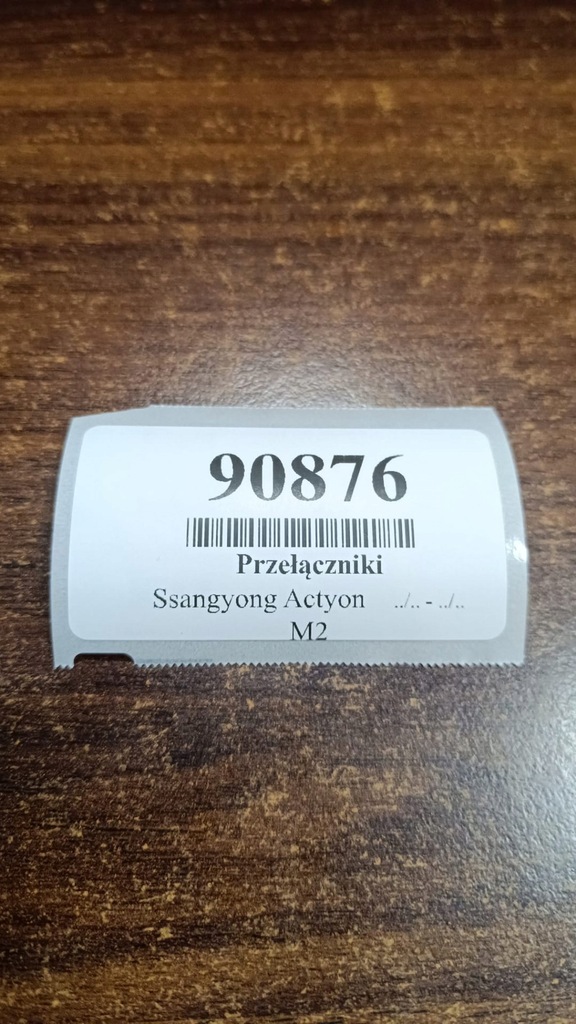 90876
Przełączniki
Ssangyong Actyon ../.. - ../..
M2